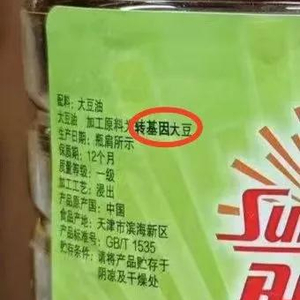 配料：大豆油
大豆油 加工原料为转基因大豆
生产日期：瓶肩所示
保质期：12个月
质量等级：一级
加工工艺：浸出
产品原产国：中国
食品产地：天津市滨海新区
产品标准号：GB/T 1535
贮存条件：请将产品贮存于
阴凉及干燥处